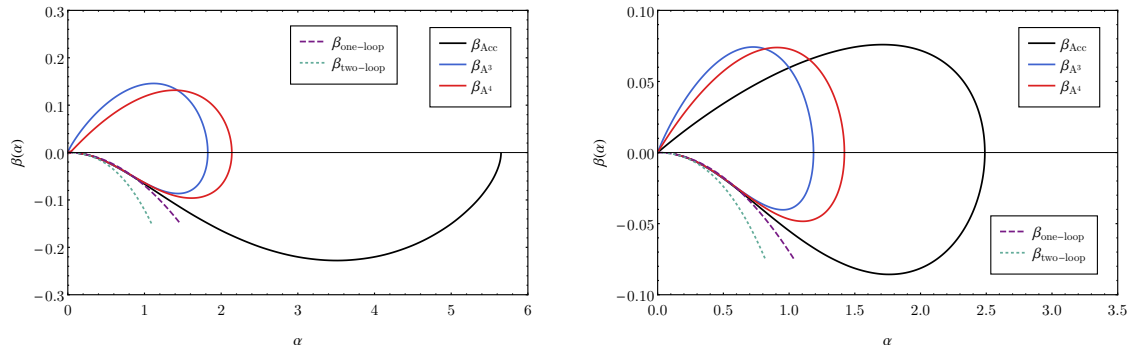 0.3
0.2
0.1
0.0
−0.1
−0.2
−0.3
β(α)
0 1 2 3 4 5 6
α
β_one−loop
β_two−loop
β_Acc
β_A³
β_A⁴
0.10
0.05
0.00
−0.05
−0.10
β(α)
0.0 0.5 1.0 1.5 2.0 2.5 3.0 3.5
α
β_Acc
β_A³
β_A⁴
β_one−loop
β_two−loop